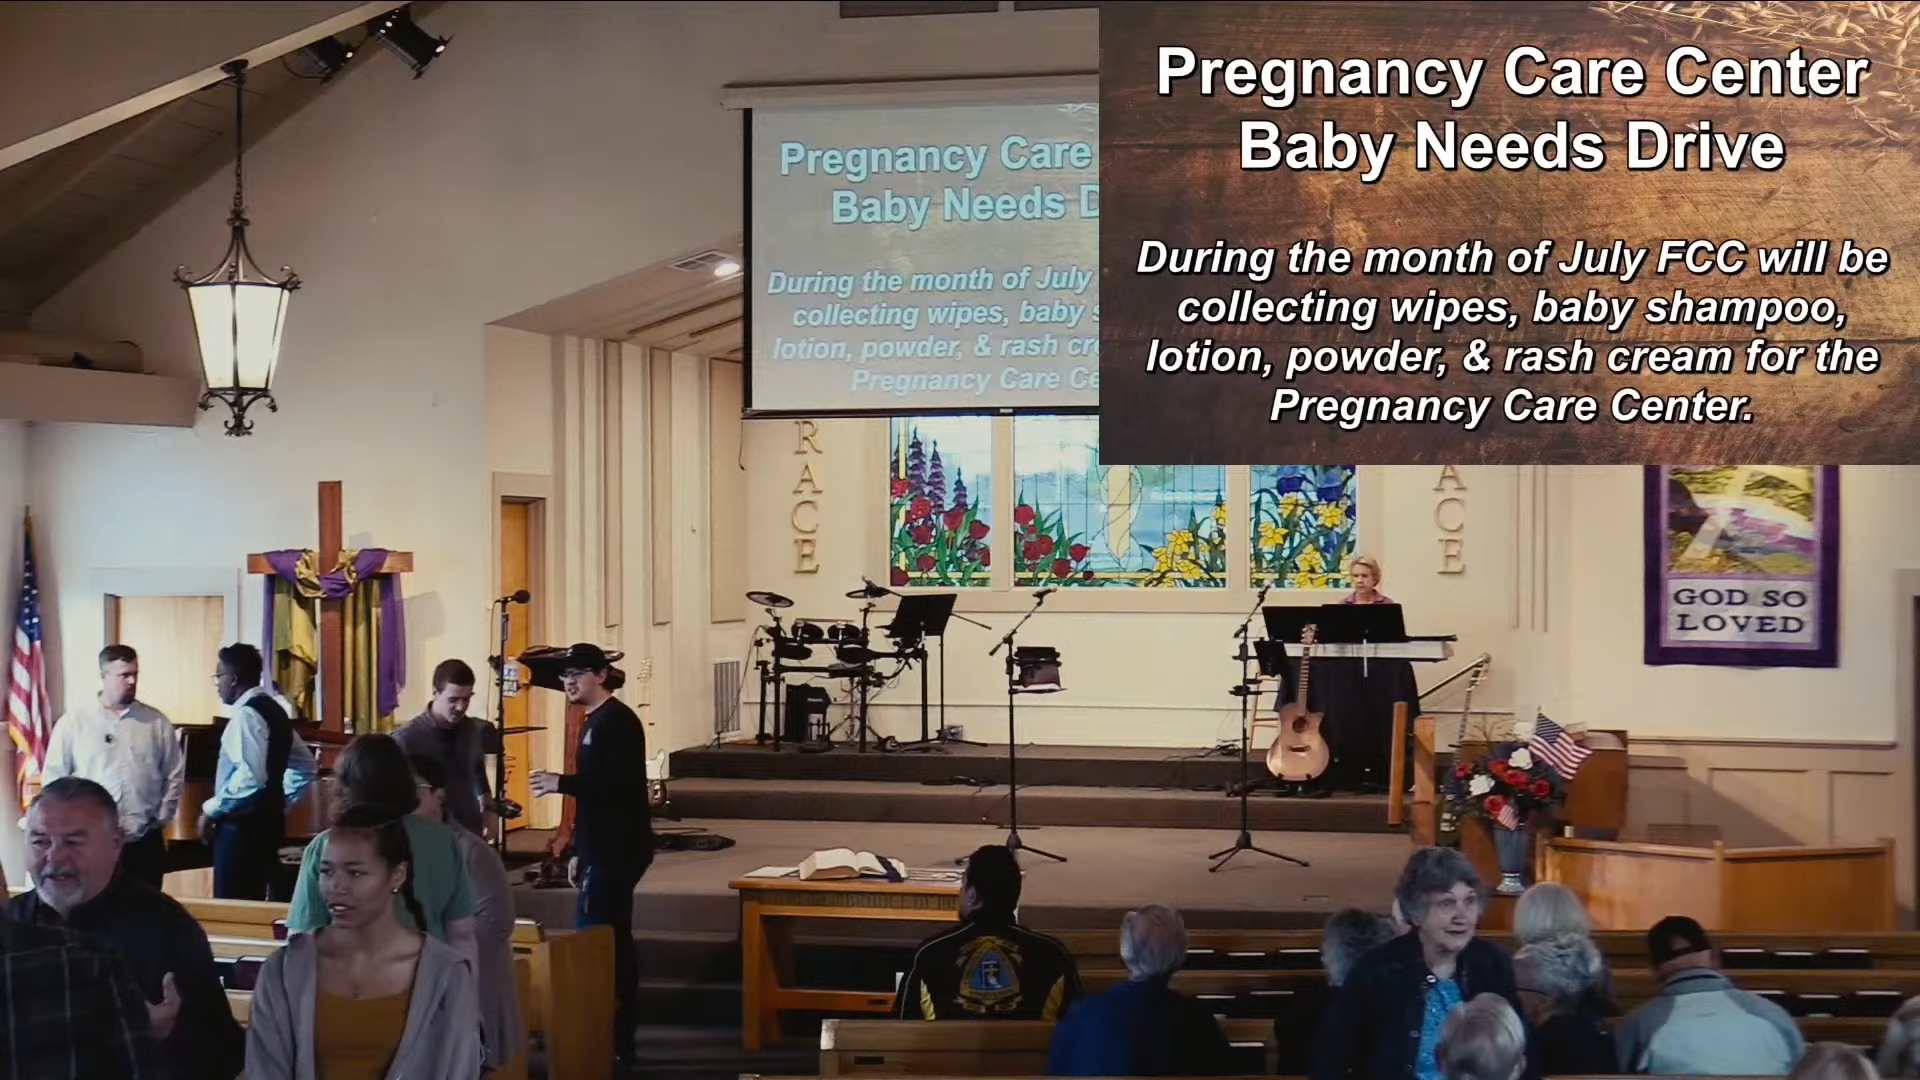 Pregnancy Care Center
Baby Needs Drive
During the month of July FCC will be
collecting wipes, baby shampoo,
lotion, powder, & rash cream for the
Pregnancy Care Center.
Pregnancy Care
Baby Needs
During the month of July
collecting wipes, baby
lotion, powder, & rash
Pregnancy Care
RACE
ACE
GOD SO
LOVED